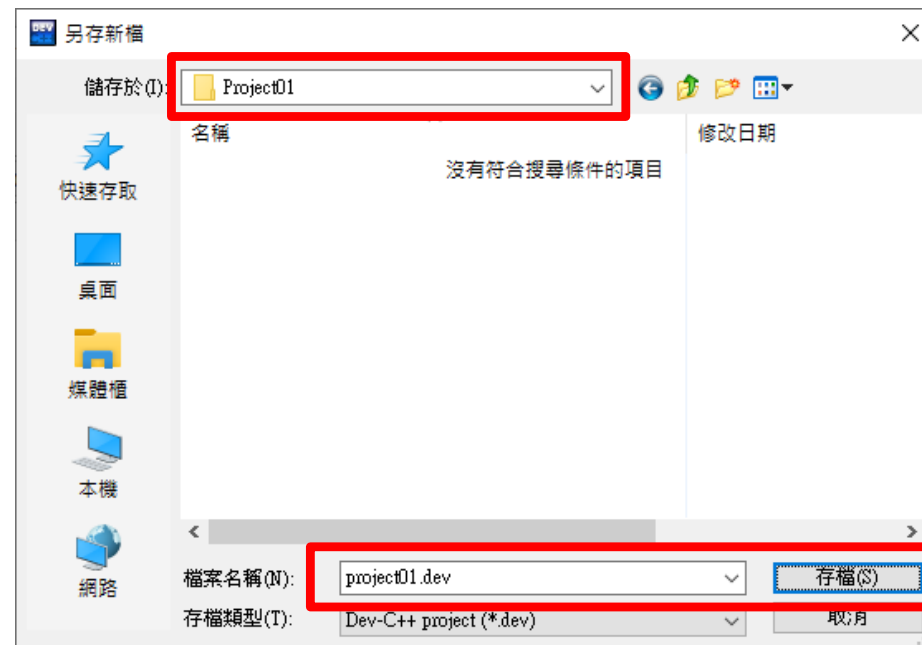 DEV
另存新檔
儲存於(I):
Project01
名稱
修改日期
沒有符合搜尋條件的項目
快速存取
桌面
媒體櫃
本機
網路
檔案名稱(N):
project01.dev
存檔(S)
存檔類型(T):
Dev-C++ project (*.dev)
取消